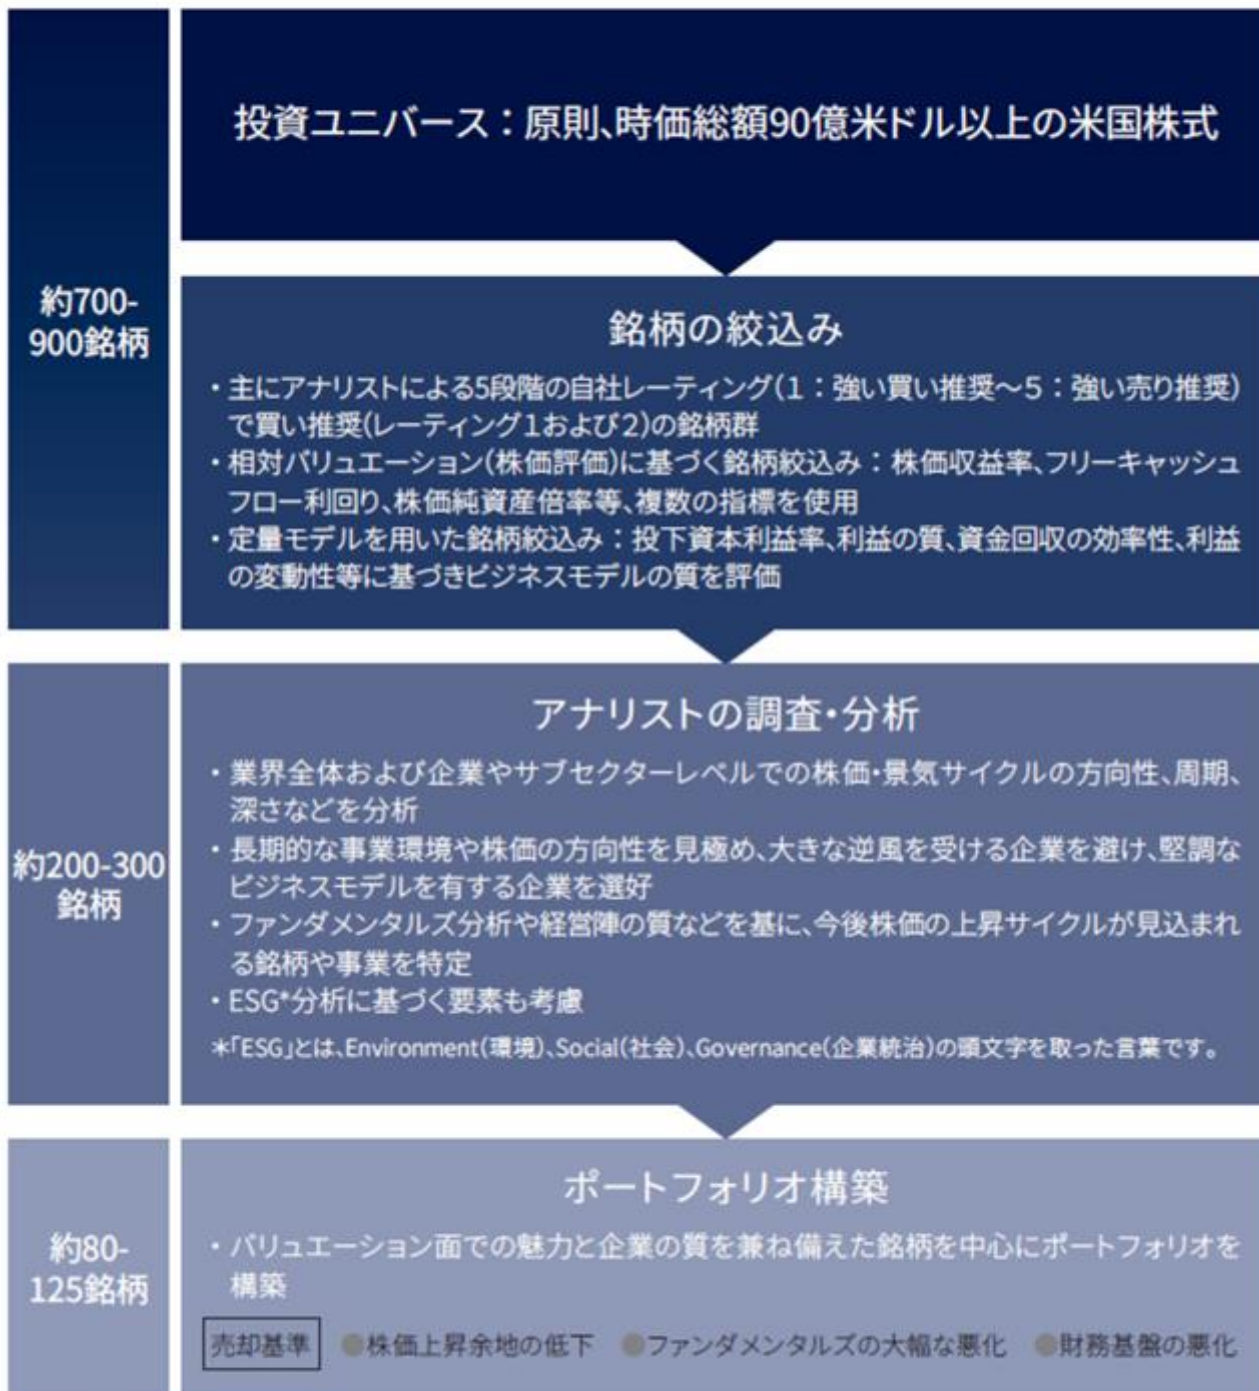 投資ユニバース：原則、時価総額90億米ドル以上の米国株式
約700-
900銘柄
銘柄の絞込み
・主にアナリストによる5段階の自社レーティング(1：強い買い推奨～5：強い売り推奨)
で買い推奨(レーティング1および2)の銘柄群
・相対バリュエーション(株価評価)に基づく銘柄絞込み：株価収益率、フリーキャッシュ
フロー利回り、株価純資産倍率等、複数の指標を使用
・定量モデルを用いた銘柄絞込み：投下資本利益率、利益の質、資金回収の効率性、利益
の変動性等に基づきビジネスモデルの質を評価
約200-300
銘柄
アナリストの調査・分析
・業界全体および企業やサブセクターレベルでの株価・景気サイクルの方向性、周期、
深さなどを分析
・長期的な事業環境や株価の方向性を見極め、大きな逆風を受ける企業を避け、堅調な
ビジネスモデルを有する企業を選好
・ファンダメンタルズ分析や経営陣の質などを基に、今後株価の上昇サイクルが見込まれ
る銘柄や事業を特定
・ESG*分析に基づく要素も考慮
＊「ESG」とは、Environment(環境)、Social(社会)、Governance(企業統治)の頭文字を取った言葉です。
約80-
125銘柄
ポートフォリオ構築
・バリュエーション面での魅力と企業の質を兼ね備えた銘柄を中心にポートフォリオを
構築
売却基準 ●株価上昇余地の低下 ●ファンダメンタルズの大幅な悪化 ●財務基盤の悪化